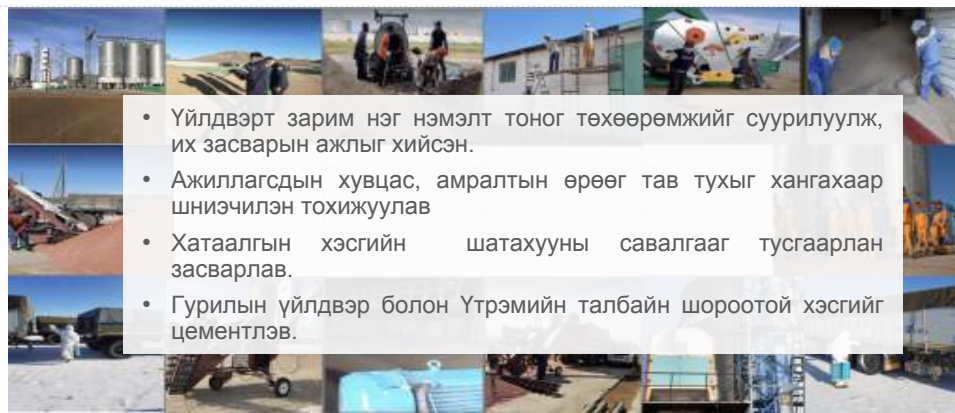 • Үйлдвэрт зарим нэг нэмэлт тоног төхөөрөмжийг суурилуулж,
их засварын ажлыг хийсэн.
• Ажиллагсдын хувцас, амралтын өрөөг тав тухыг хангахаар
шниэчилэн тохижуулав
• Хатаалгын хэсгийн шатахууны савалгааг тусгаарлан
засварлав.
• Гурилын үйлдвэр болон Үтрэмийн талбайн шороотой хэсгийг
цементлэв.